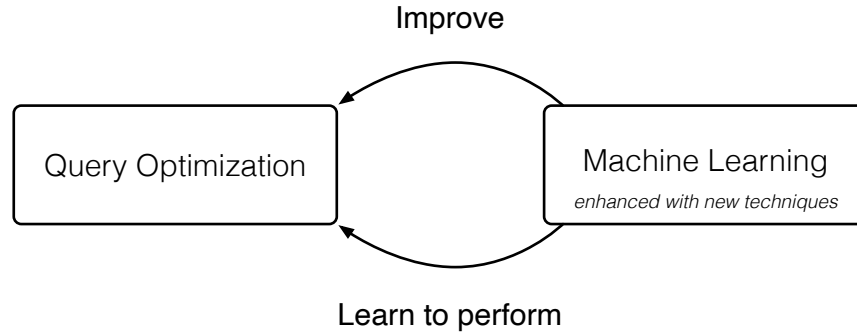 Improve
Query Optimization
Machine Learning
enhanced with new techniques
Learn to perform